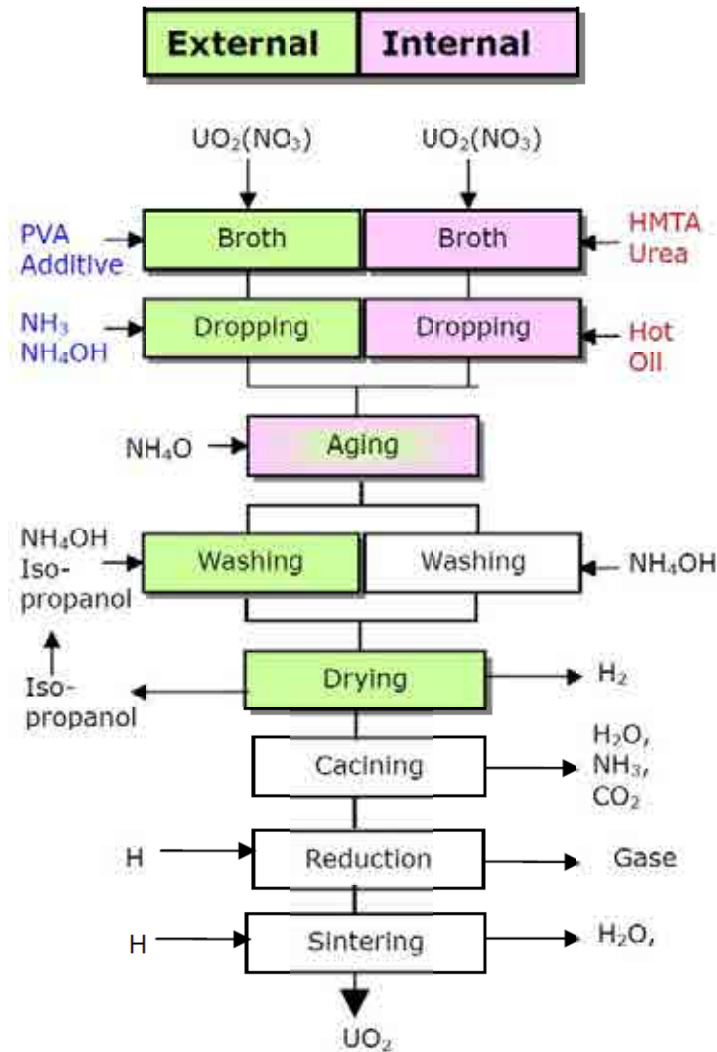 External Internal
UO₂(NO₃) UO₂(NO₃)
PVA
Additive
Broth Broth
HMTA
Urea
NH₃
NH₄OH
Dropping Dropping
Hot
Oil
NH₄O
Aging
NH₄OH
Iso-
propanol
Washing Washing
NH₄OH
Iso-
propanol
Drying
H₂
Cacining
H₂O,
NH₃,
CO₂
H
Reduction
Gase
H
Sintering
H₂O,
UO₂